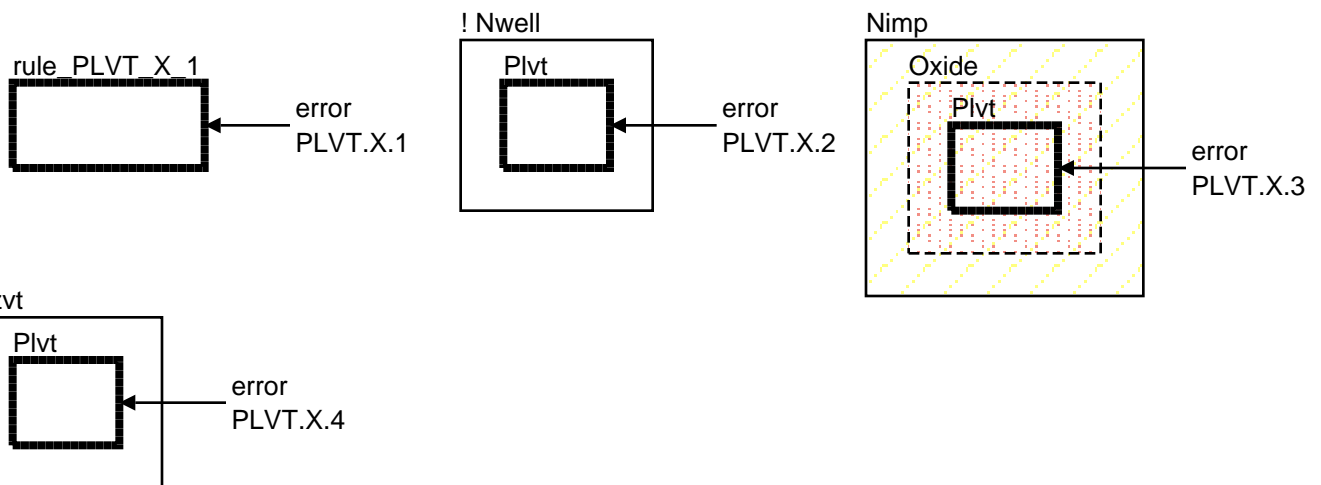 ! Nwell
Nimp
rule_PLVT_X_1
Plvt
Oxide
error
PLVT.X.1
error
PLVT.X.2
Plvt
error
PLVT.X.3
Plvt
error
PLVT.X.4